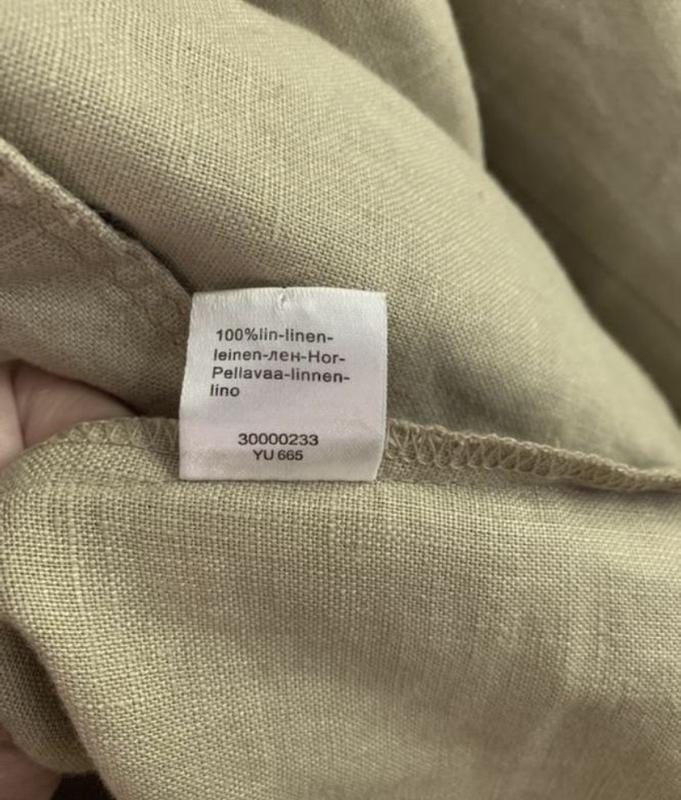 100%lin-linen-
leinen-лен-Hor-
Pellavaa-linnen-
lino
30000233
YU 665